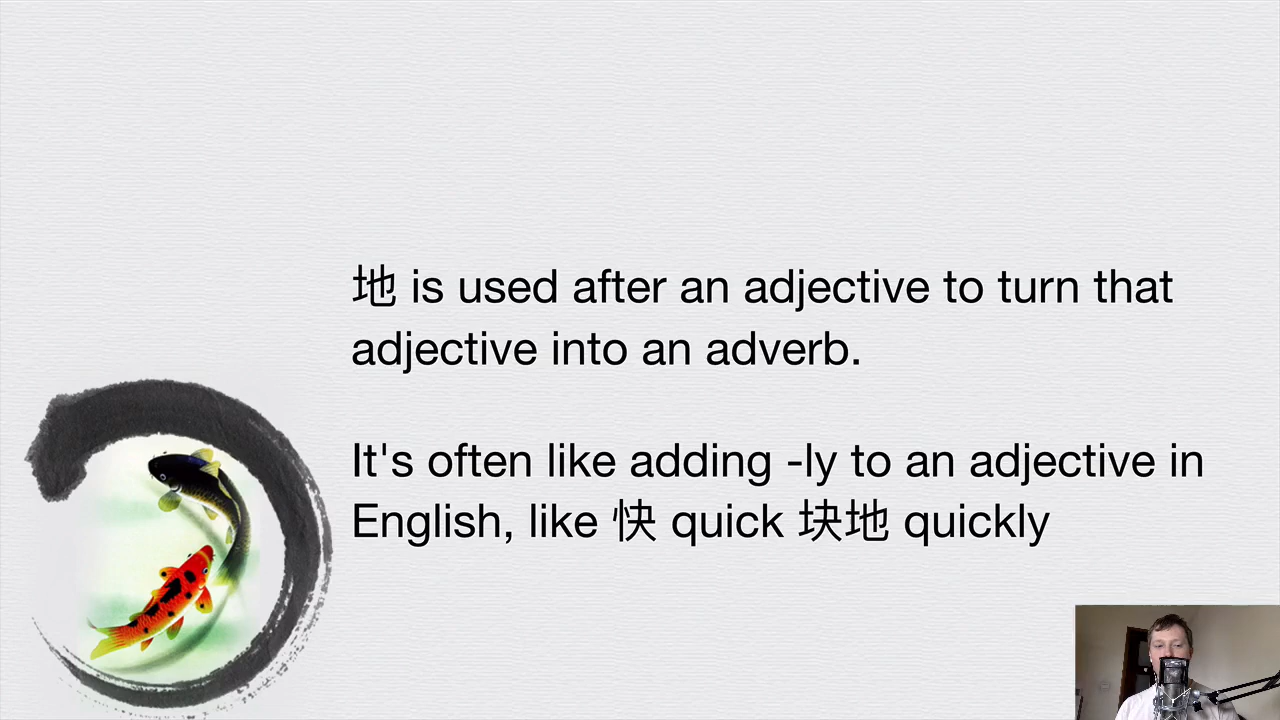 地 is used after an adjective to turn that
adjective into an adverb.
It's often like adding -ly to an adjective in
English, like 快 quick 块地 quickly